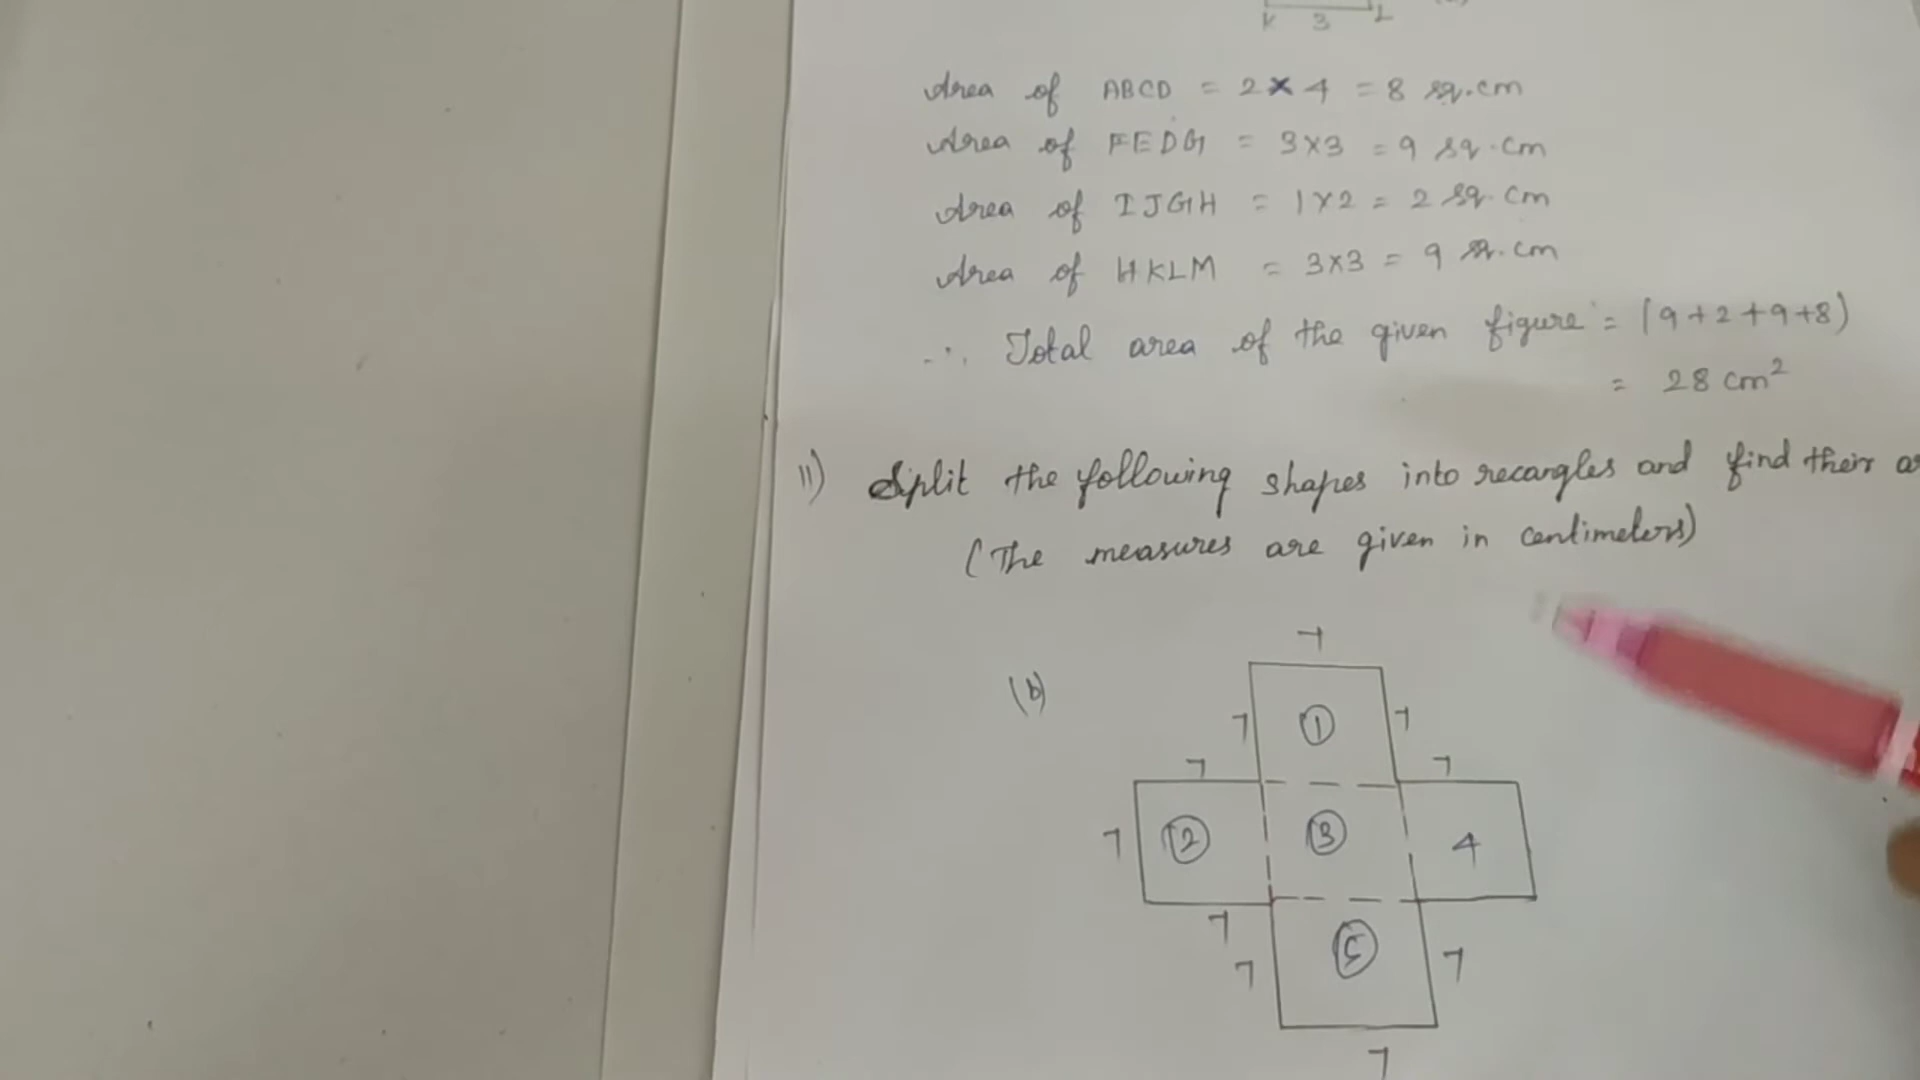 K 3 L
Area of ABCD = 2 × 4 = 8 sq.cm
Area of FEDG = 3×3 = 9 sq.cm
Area of IJGH = 1×2 = 2 sq.cm
Area of HKLM = 3×3 = 9 sq.cm
∴ Total area of the given figure = (9+2+9+8)
= 28 cm²
11) Split the following shapes into recangles and find their
(The measures are given in centimeters)
7
(b)
7 1 7
7 7
7 2 3 4
7
7 5 7
7